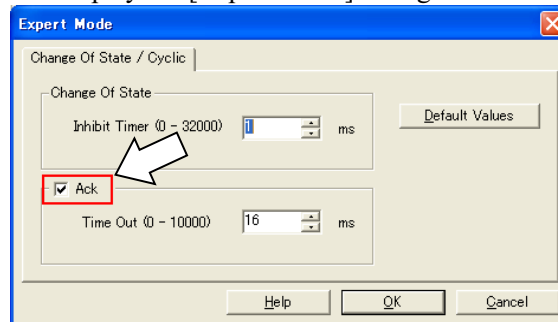 Expert Mode
Change Of State / Cyclic
Change Of State
Inhibit Timer (0 - 32000) 1 ms
Default Values
Ack
Time Out (0 - 10000) 16 ms
Help OK Cancel